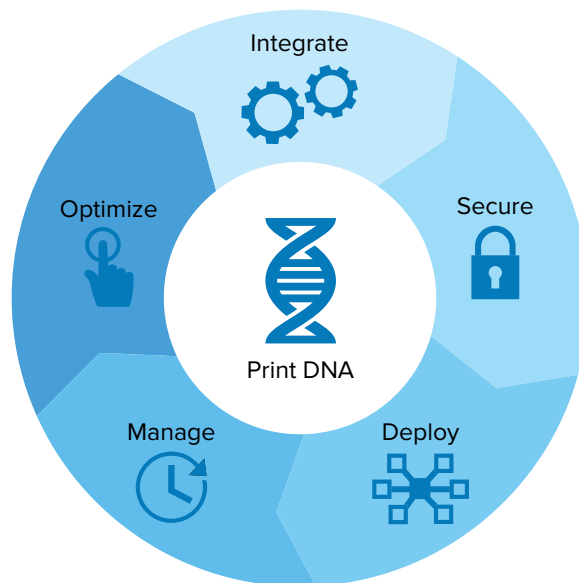 Integrate
Secure
Deploy
Manage
Optimize
Print DNA